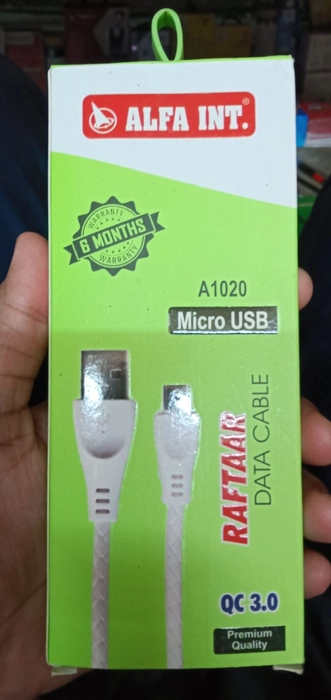 ALFA INT.®
WARRANTY
6 MONTHS
WARRANTY
A1020
Micro USB
RAFTAAR
DATA CABLE
QC 3.0
Premium
Quality